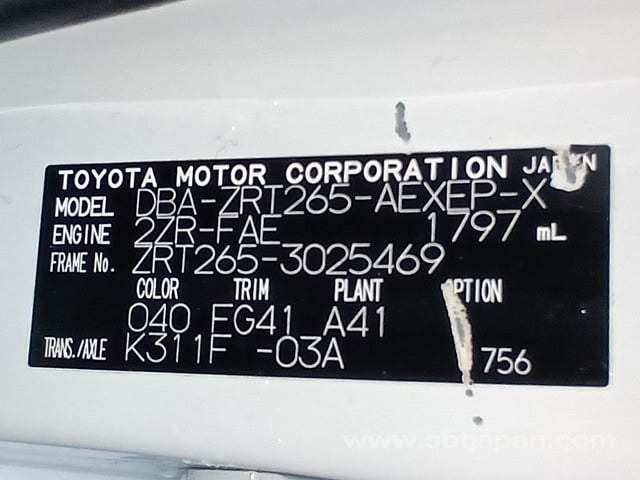 TOYOTA MOTOR CORPORATION JAPAN
MODEL DBA-ZRT265-AEXEP-X
ENGINE 2ZR-FAE 1797 mL
FRAME No. ZRT265-3025469
COLOR TRIM PLANT OPTION
040 FG41 A41
TRANS./AXLE K311F -03A 756
www.sbtjapan.com